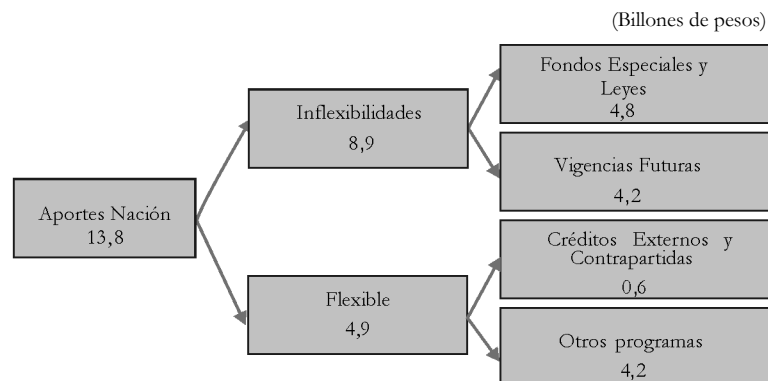 (Billones de pesos)
Fondos Especiales y
Leyes
4,8
Inflexibilidades
8,9
Vigencias Futuras
4,2
Aportes Nación
13,8
Créditos Externos y
Contrapartidas
0,6
Flexible
4,9
Otros programas
4,2